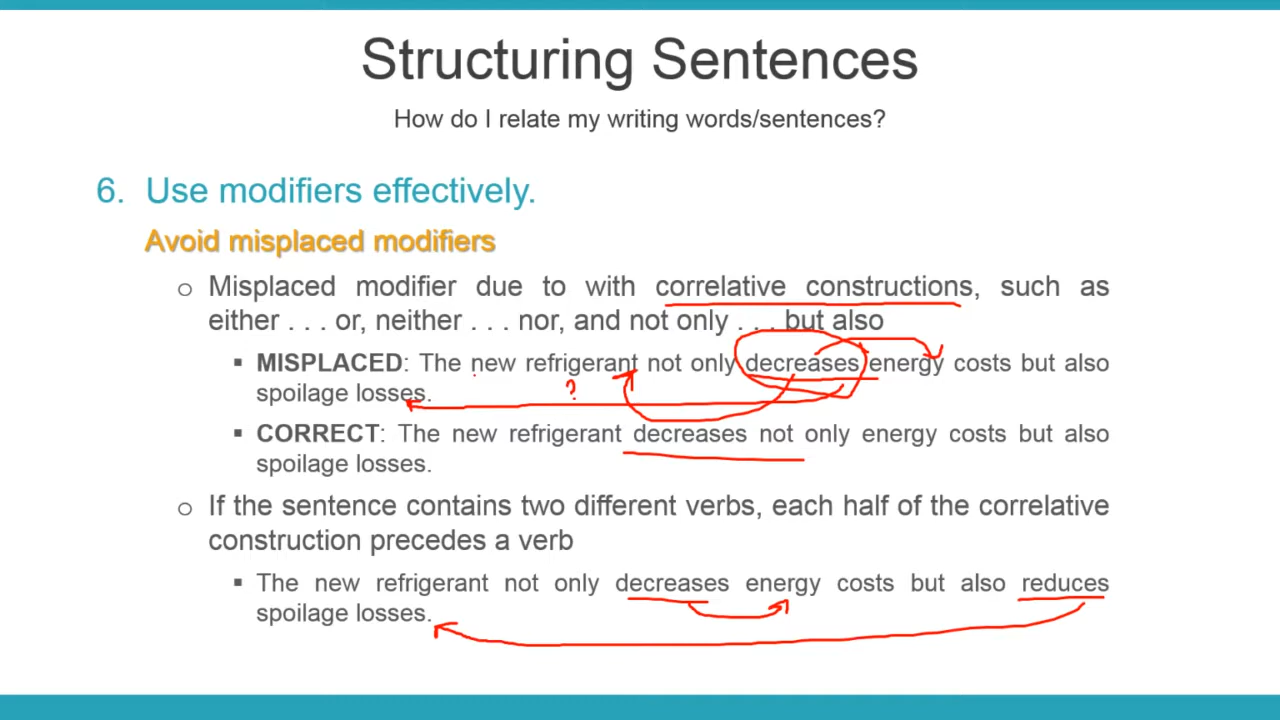 Structuring Sentences
How do I relate my writing words/sentences?
6. Use modifiers effectively.
Avoid misplaced modifiers
o Misplaced modifier due to with correlative constructions, such as
either . . . or, neither . . . nor, and not only . . . but also
▪ MISPLACED: The new refrigerant not only decreases energy costs but also
?
spoilage losses.
▪ CORRECT: The new refrigerant decreases not only energy costs but also
spoilage losses.
o If the sentence contains two different verbs, each half of the correlative
construction precedes a verb
▪ The new refrigerant not only decreases energy costs but also reduces
spoilage losses.